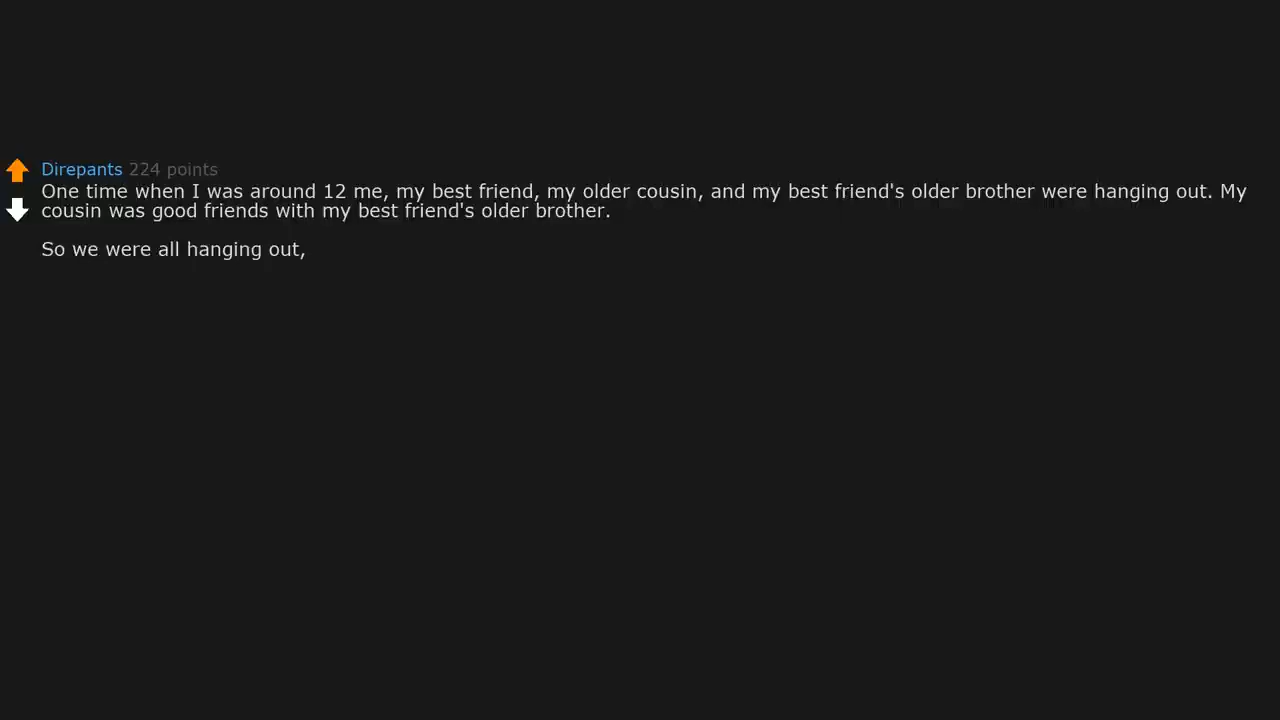 Direpants 224 points
One time when I was around 12 me, my best friend, my older cousin, and my best friend's older brother were hanging out. My
cousin was good friends with my best friend's older brother.
So we were all hanging out,